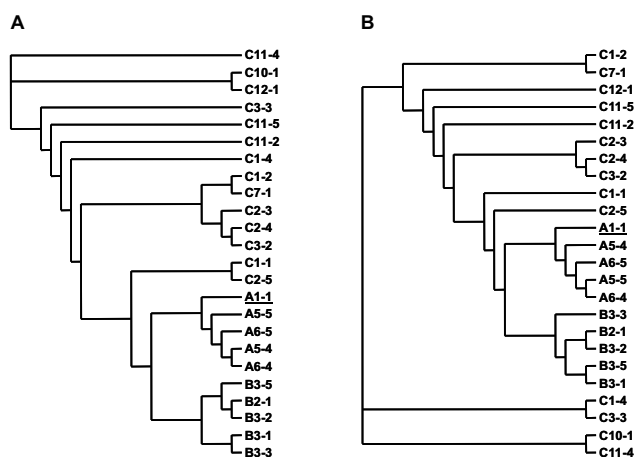 A
C11-4
C10-1
C12-1
C3-3
C11-5
C11-2
C1-4
C1-2
C7-1
C2-3
C2-4
C3-2
C1-1
C2-5
A1-1
A5-5
A6-5
A5-4
A6-4
B3-5
B2-1
B3-2
B3-1
B3-3
B
C1-2
C7-1
C12-1
C11-5
C11-2
C2-3
C2-4
C3-2
C1-1
C2-5
A1-1
A5-4
A6-5
A5-5
A6-4
B3-3
B2-1
B3-2
B3-5
B3-1
C1-4
C3-3
C10-1
C11-4